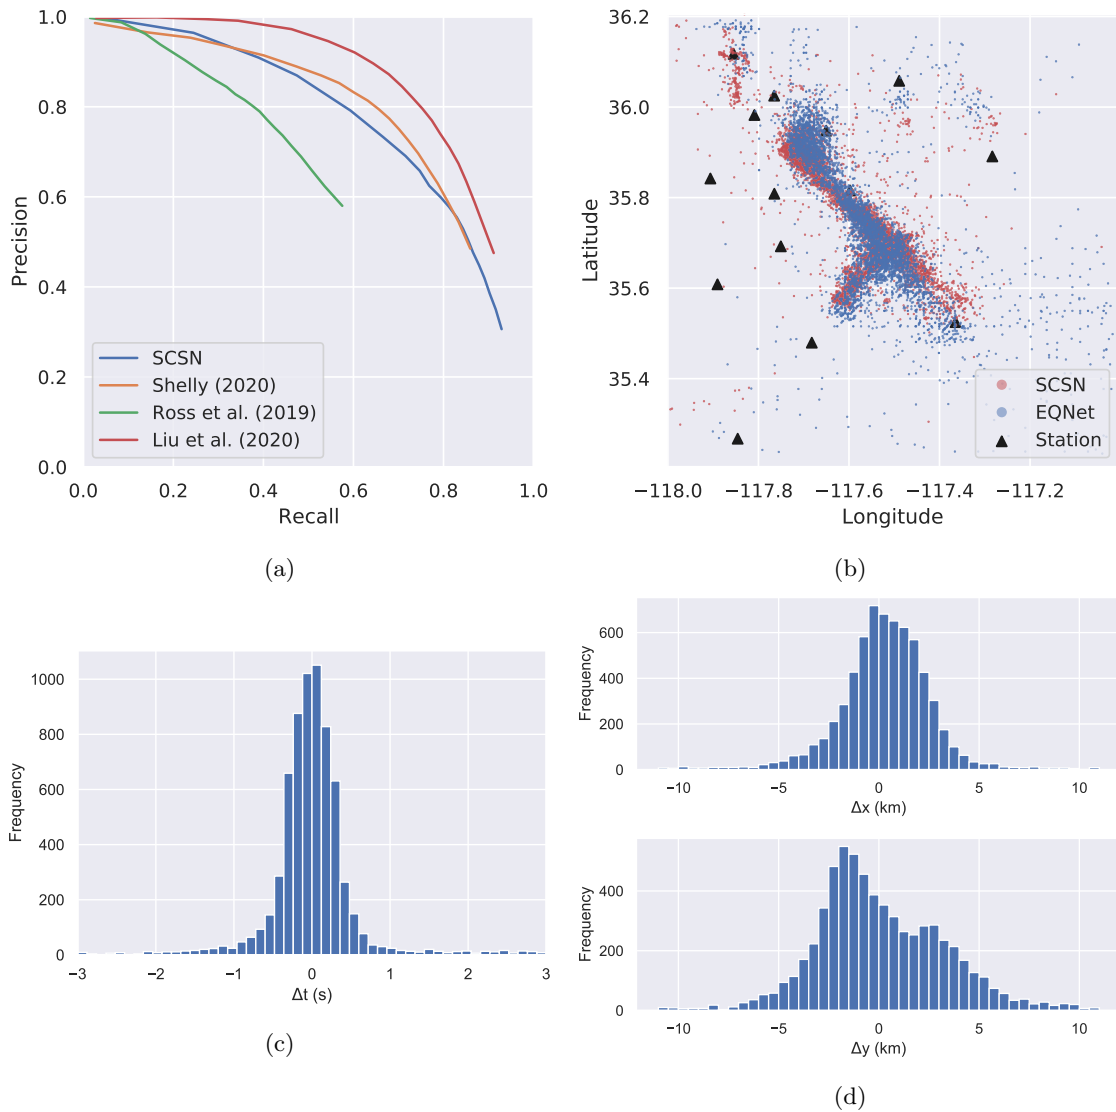 1.0
0.8
0.6
0.4
0.2
0.0
Precision
SCSN
Shelly (2020)
Ross et al. (2019)
Liu et al. (2020)
0.0 0.2 0.4 0.6 0.8 1.0
Recall
(a)
36.2
36.0
35.8
35.6
35.4
Latitude
SCSN
EQNet
Station
−118.0 −117.8 −117.6 −117.4 −117.2
Longitude
(b)
1000
800
600
400
200
0
Frequency
−3 −2 −1 0 1 2 3
Δt (s)
(c)
600
400
200
0
Frequency
−10 −5 0 5 10
Δx (km)
400
200
0
Frequency
−10 −5 0 5 10
Δy (km)
(d)